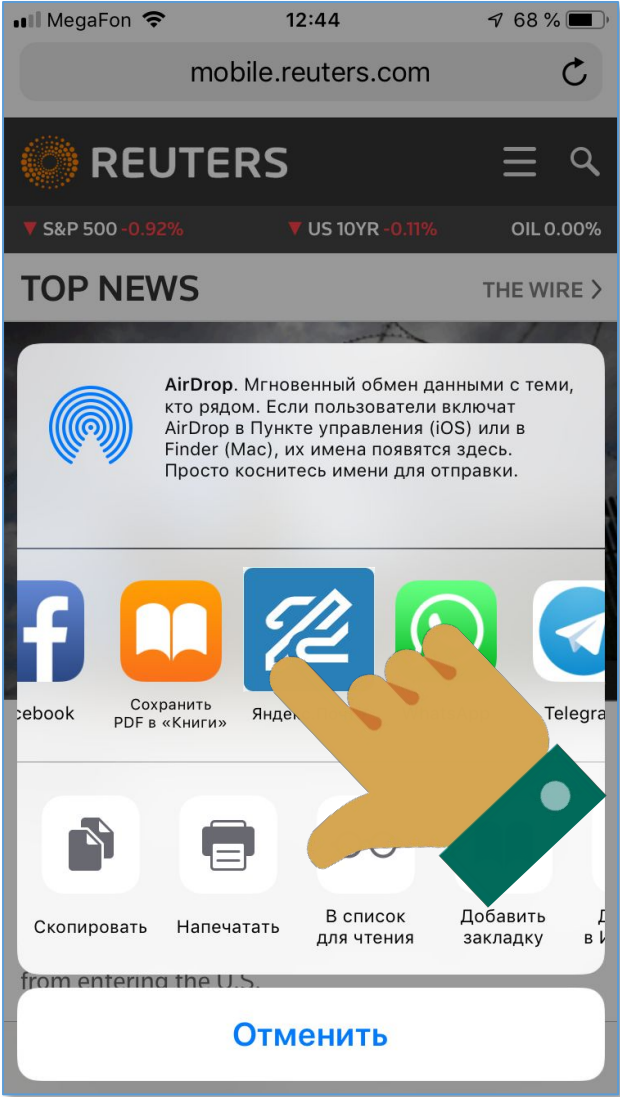 MegaFon 12:44 68 %
mobile.reuters.com
REUTERS
S&P 500 -0.92% US 10YR -0.11% OIL 0.00%
TOP NEWS THE WIRE
AirDrop. Мгновенный обмен данными с теми,
кто рядом. Если пользователи включат
AirDrop в Пункте управления (iOS) или в
Finder (Mac), их имена появятся здесь.
Просто коснитесь имени для отправки.
cebook
Сохранить
PDF в «Книги»
Яндек
Telegra
Скопировать
Напечатать
В список
для чтения
Добавить
закладку
Д
в И
from entering the U.S.
Отменить